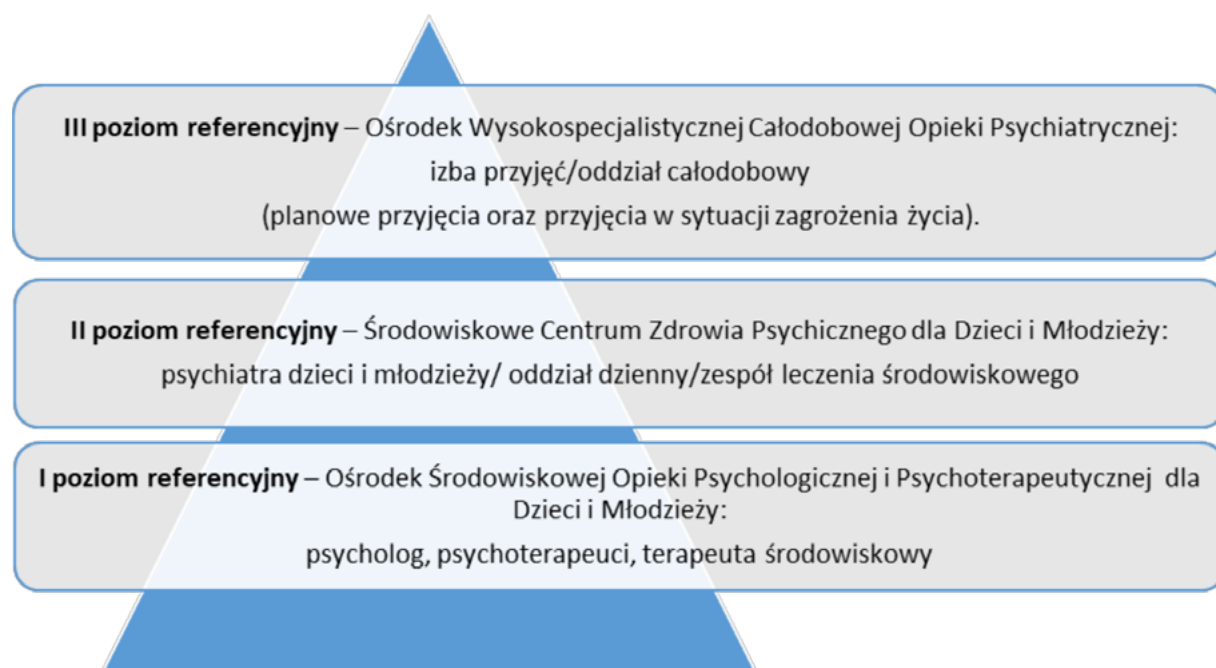 III poziom referencyjny – Ośrodek Wysokospecjalistycznej Całodobowej Opieki Psychiatrycznej:
izba przyjęć/oddział całodobowy
(planowe przyjęcia oraz przyjęcia w sytuacji zagrożenia życia).
II poziom referencyjny – Środowiskowe Centrum Zdrowia Psychicznego dla Dzieci i Młodzieży:
psychiatra dzieci i młodzieży/ oddział dzienny/zespół leczenia środowiskowego
I poziom referencyjny – Ośrodek Środowiskowej Opieki Psychologicznej i Psychoterapeutycznej dla
Dzieci i Młodzieży:
psycholog, psychoterapeuci, terapeuta środowiskowy